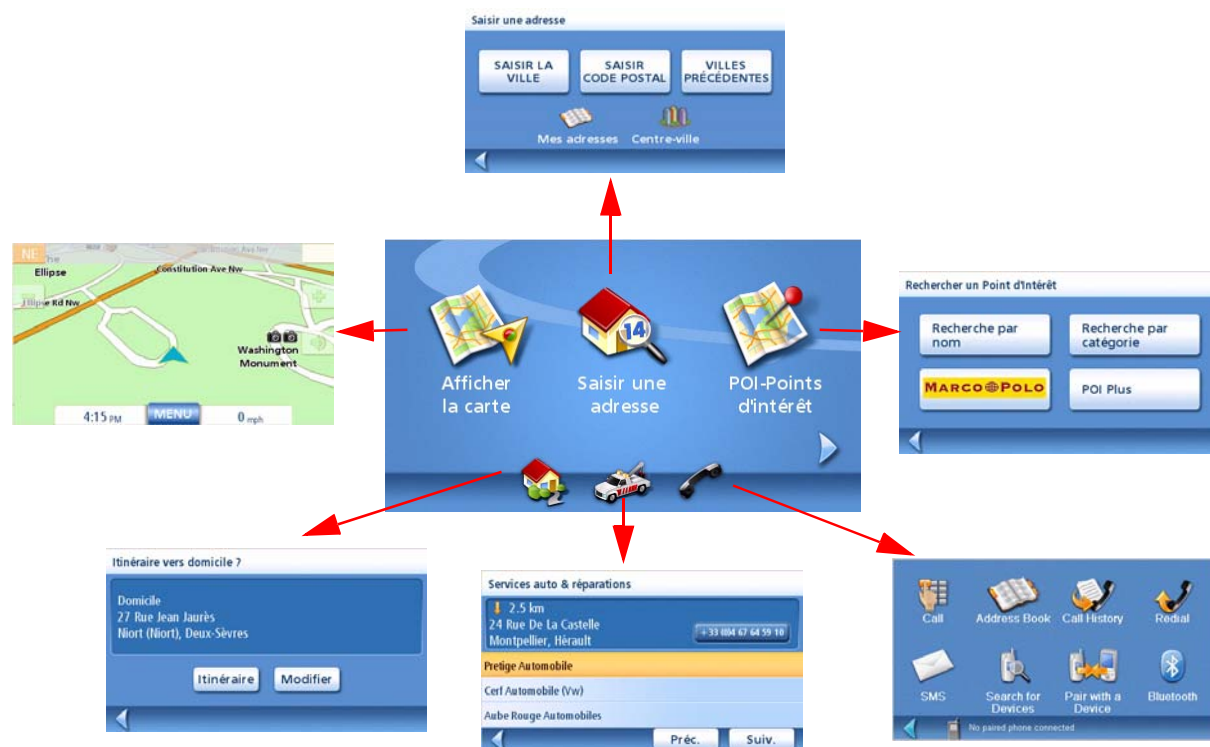 Saisir une adresse
SAISIR LA
VILLE
SAISIR
CODE POSTAL
VILLES
PRÉCÉDENTES
Mes adresses
Centre-ville
NE
Ellipse
Constitution Ave Nw
Ellipse Rd Nw
Washington
Monument
4:15 PM
MENU
0 mph
Afficher
la carte
14
Saisir une
adresse
POI-Points
d'intérêt
Rechercher un Point d'Intérêt
Recherche par
nom
Recherche par
catégorie
MARCO POLO
POI Plus
Itinéraire vers domicile ?
Domicile
27 Rue Jean Jaurès
Niort (Niort), Deux-Sèvres
Itinéraire
Modifier
Services auto & réparations
2.5 km
24 Rue De La Castelle
Montpellier, Hérault
+33 (0)4 67 64 59 10
Pretige Automobile
Cerf Automobile (Vw)
Aube Rouge Automobiles
Préc.
Suiv.
Call
Address Book
Call History
Redial
SMS
Search for
Devices
Pair with a
Device
Bluetooth
No paired phone connected